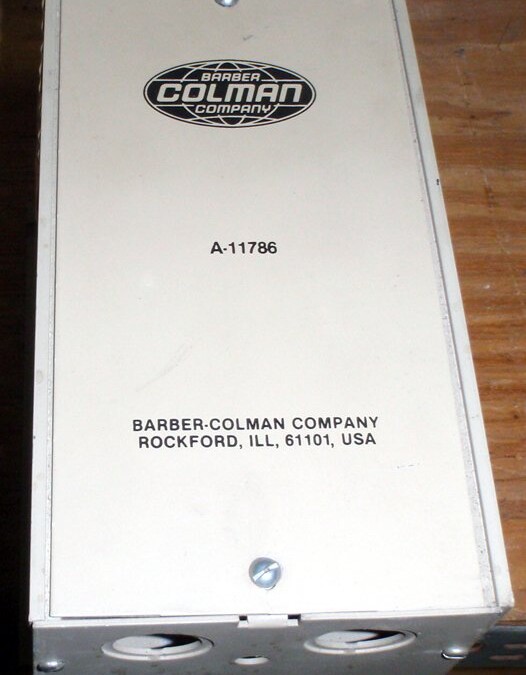 BARBER
COLMAN
COMPANY
A-11786
BARBER-COLMAN COMPANY
ROCKFORD, ILL, 61101, USA